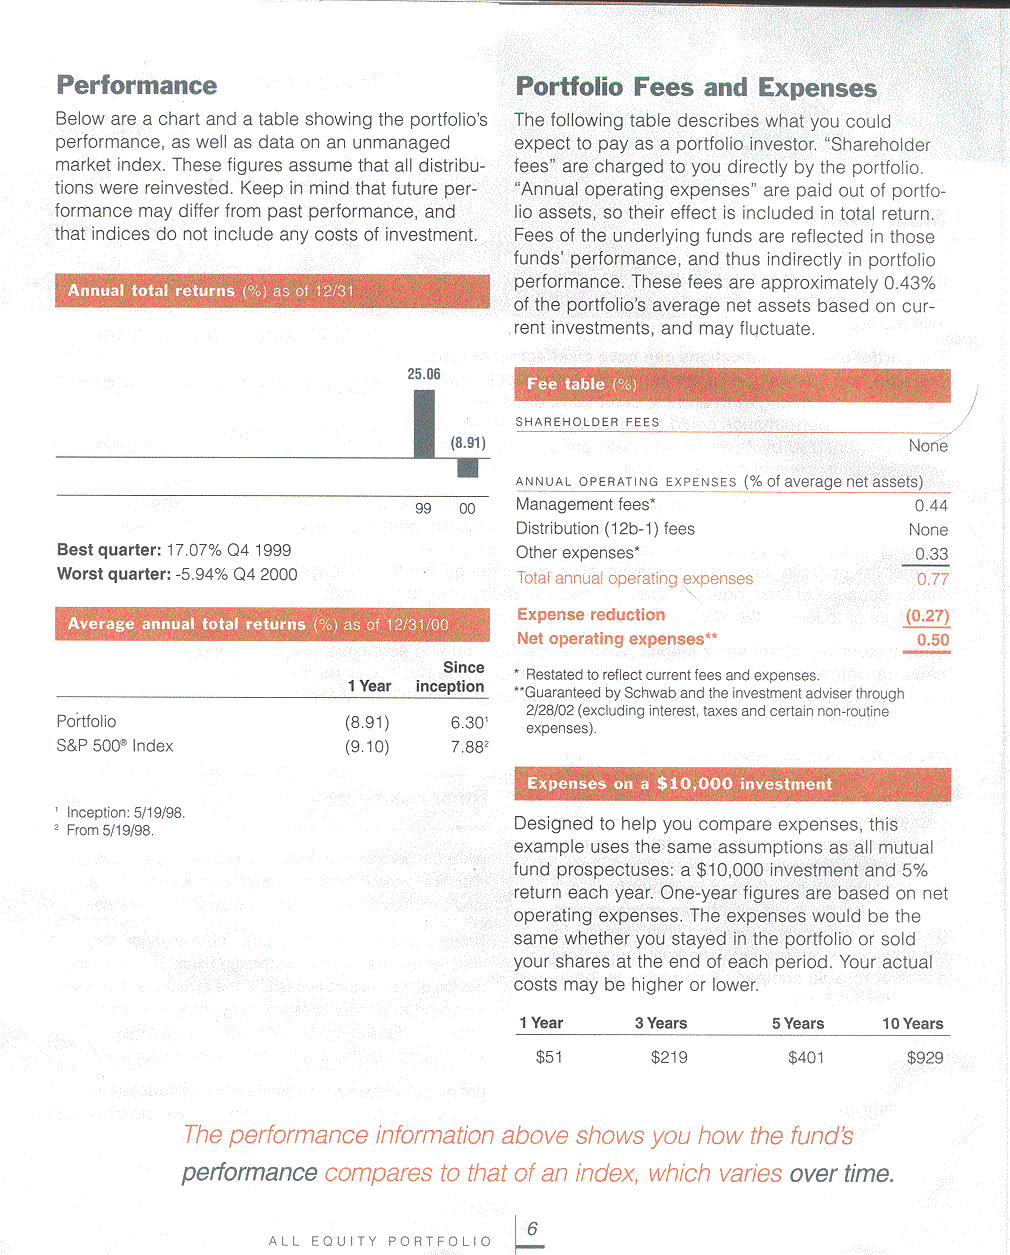 Performance
Below are a chart and a table showing the portfolio's
performance, as well as data on an unmanaged
market index. These figures assume that all distribu-
tions were reinvested. Keep in mind that future per-
formance may differ from past performance, and
that indices do not include any costs of investment.
Annual total returns (%) as of 12/31
25.06
(8.91)
99 00
Best quarter: 17.07% Q4 1999
Worst quarter: -5.94% Q4 2000
Average annual total returns (%) as of 12/31/00
Since
1 Year inception
Portfolio (8.91) 6.30¹
S&P 500® Index (9.10) 7.88²
¹ Inception: 5/19/98.
² From 5/19/98.
Portfolio Fees and Expenses
The following table describes what you could
expect to pay as a portfolio investor. "Shareholder
fees" are charged to you directly by the portfolio.
"Annual operating expenses" are paid out of portfo-
lio assets, so their effect is included in total return.
Fees of the underlying funds are reflected in those
funds' performance, and thus indirectly in portfolio
performance. These fees are approximately 0.43%
of the portfolio's average net assets based on cur-
rent investments, and may fluctuate.
Fee table (%)
SHAREHOLDER FEES
None
ANNUAL OPERATING EXPENSES (% of average net assets)
Management fees* 0.44
Distribution (12b-1) fees None
Other expenses* 0.33
Total annual operating expenses 0.77
Expense reduction (0.27)
Net operating expenses** 0.50
* Restated to reflect current fees and expenses.
**Guaranteed by Schwab and the investment adviser through
2/28/02 (excluding interest, taxes and certain non-routine
expenses).
Expenses on a $10,000 investment
Designed to help you compare expenses, this
example uses the same assumptions as all mutual
fund prospectuses: a $10,000 investment and 5%
return each year. One-year figures are based on net
operating expenses. The expenses would be the
same whether you stayed in the portfolio or sold
your shares at the end of each period. Your actual
costs may be higher or lower.
1 Year 3 Years 5 Years 10 Years
$51 $219 $401 $929
The performance information above shows you how the fund's
performance compares to that of an index, which varies over time.
ALL EQUITY PORTFOLIO 6